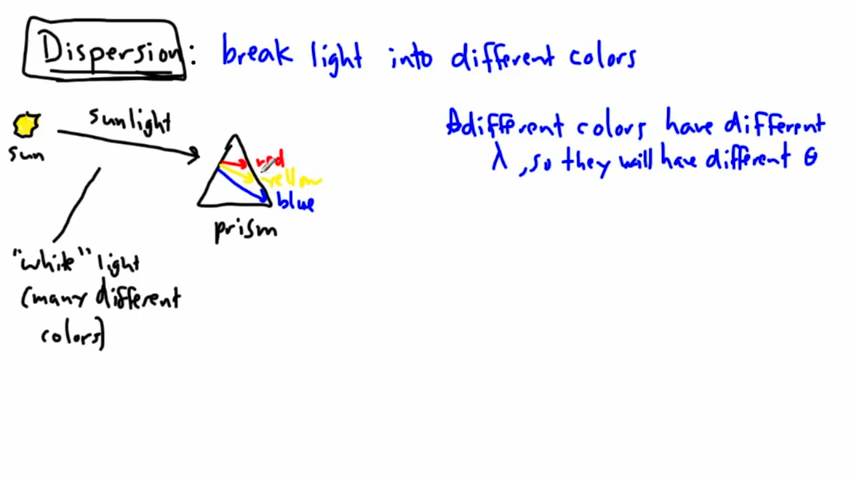 Dispersion: break light into different colors
sunlight
sun
red
yellow
blue
prism
"white" light
(many different
colors)
different colors have different
λ, so they will have different θ